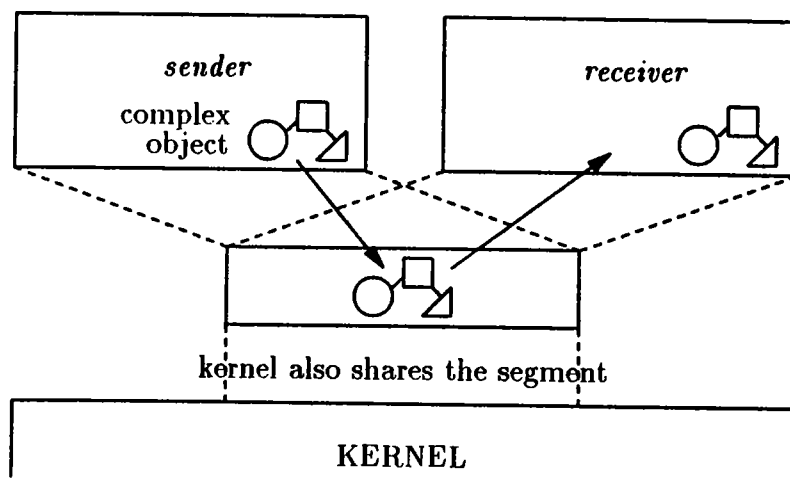 sender
receiver
complex
object
kernel also shares the segment
KERNEL